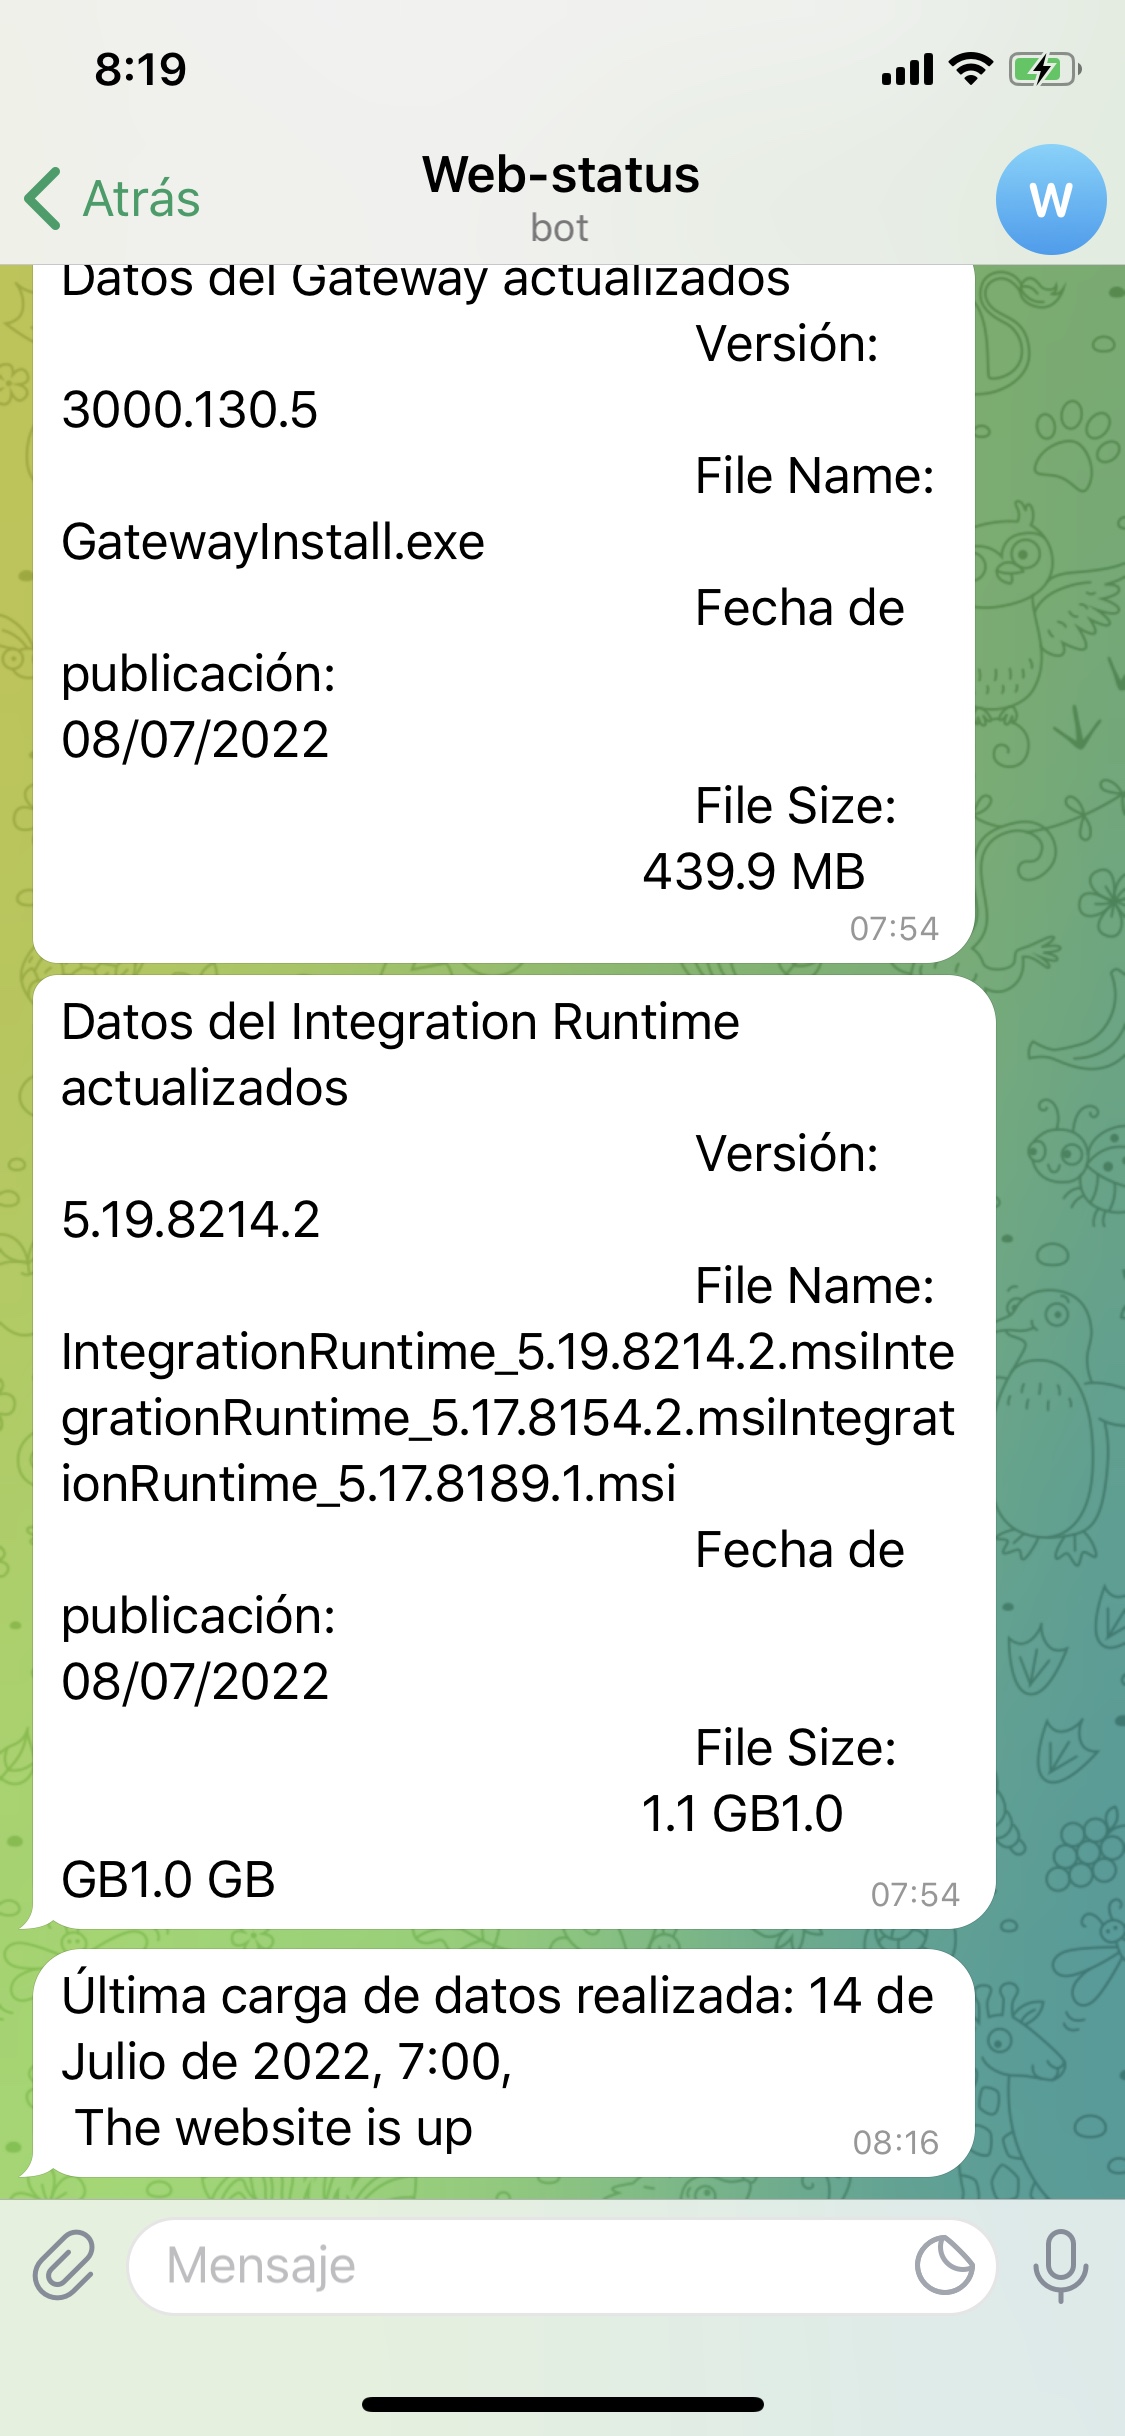 8:19
Atrás
Web-status
bot
W
Datos del Gateway actualizados
Versión:
3000.130.5
File Name:
GatewayInstall.exe
Fecha de
publicación:
08/07/2022
File Size:
439.9 MB
07:54
Datos del Integration Runtime
actualizados
Versión:
5.19.8214.2
File Name:
IntegrationRuntime_5.19.8214.2.msiInte
grationRuntime_5.17.8154.2.msiIntegrat
ionRuntime_5.17.8189.1.msi
Fecha de
publicación:
08/07/2022
File Size:
1.1 GB1.0
GB1.0 GB
07:54
Última carga de datos realizada: 14 de
Julio de 2022, 7:00,
The website is up
08:16
Mensaje